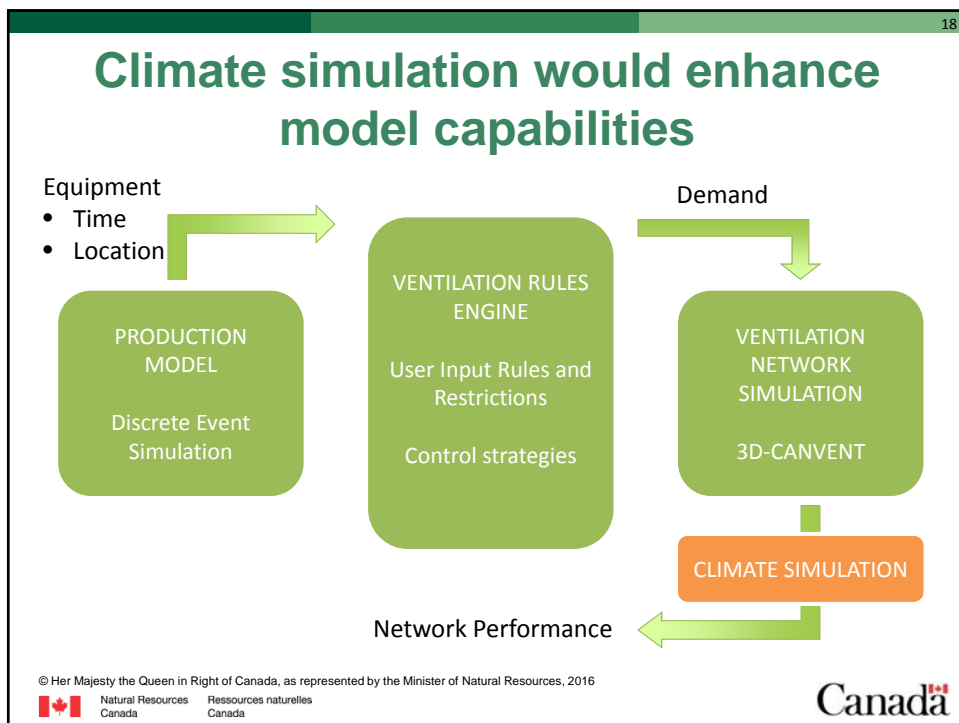 18
Climate simulation would enhance
model capabilities
Equipment
• Time
• Location
Demand
PRODUCTION
MODEL
Discrete Event
Simulation
VENTILATION RULES
ENGINE
User Input Rules and
Restrictions
Control strategies
VENTILATION
NETWORK
SIMULATION
3D-CANVENT
CLIMATE SIMULATION
Network Performance
© Her Majesty the Queen in Right of Canada, as represented by the Minister of Natural Resources, 2016
Natural Resources
Canada
Ressources naturelles
Canada
Canada